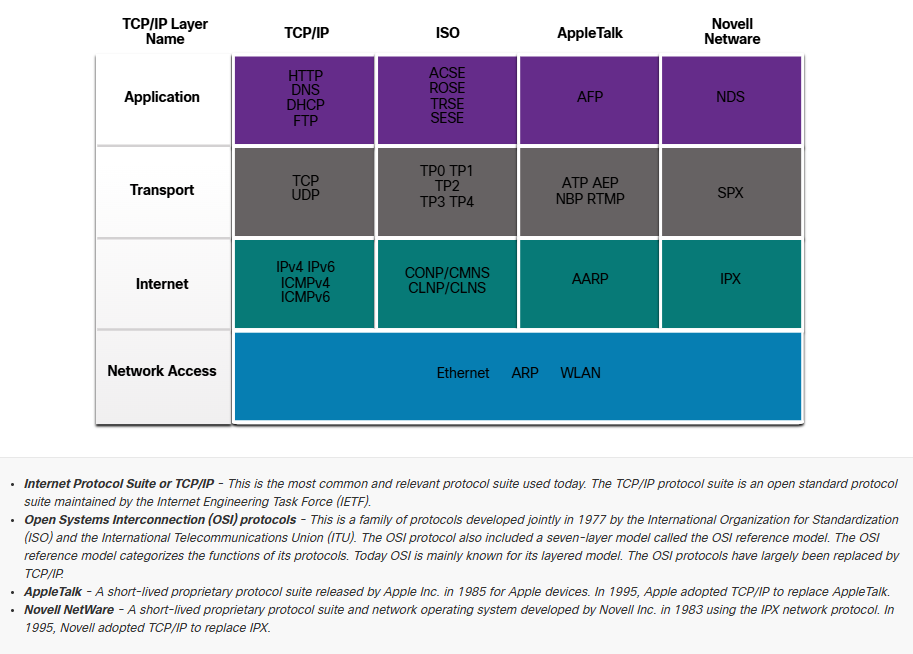 TCP/IP Layer
Name
TCP/IP
ISO
AppleTalk
Novell
Netware
Application
HTTP
DNS
DHCP
FTP
ACSE
ROSE
TRSE
SESE
AFP
NDS
Transport
TCP
UDP
TP0 TP1
TP2
TP3 TP4
ATP AEP
NBP RTMP
SPX
Internet
IPv4 IPv6
ICMPv4
ICMPv6
CONP/CMNS
CLNP/CLNS
AARP
IPX
Network Access
Ethernet ARP WLAN
• Internet Protocol Suite or TCP/IP – This is the most common and relevant protocol suite used today. The TCP/IP protocol suite is an open standard protocol
suite maintained by the Internet Engineering Task Force (IETF).
• Open Systems Interconnection (OSI) protocols – This is a family of protocols developed jointly in 1977 by the International Organization for Standardization
(ISO) and the International Telecommunications Union (ITU). The OSI protocol also included a seven-layer model called the OSI reference model. The OSI
reference model categorizes the functions of its protocols. Today OSI is mainly known for its layered model. The OSI protocols have largely been replaced by
TCP/IP.
• AppleTalk – A short-lived proprietary protocol suite released by Apple Inc. in 1985 for Apple devices. In 1995, Apple adopted TCP/IP to replace AppleTalk.
• Novell NetWare – A short-lived proprietary protocol suite and network operating system developed by Novell Inc. in 1983 using the IPX network protocol. In
1995, Novell adopted TCP/IP to replace IPX.